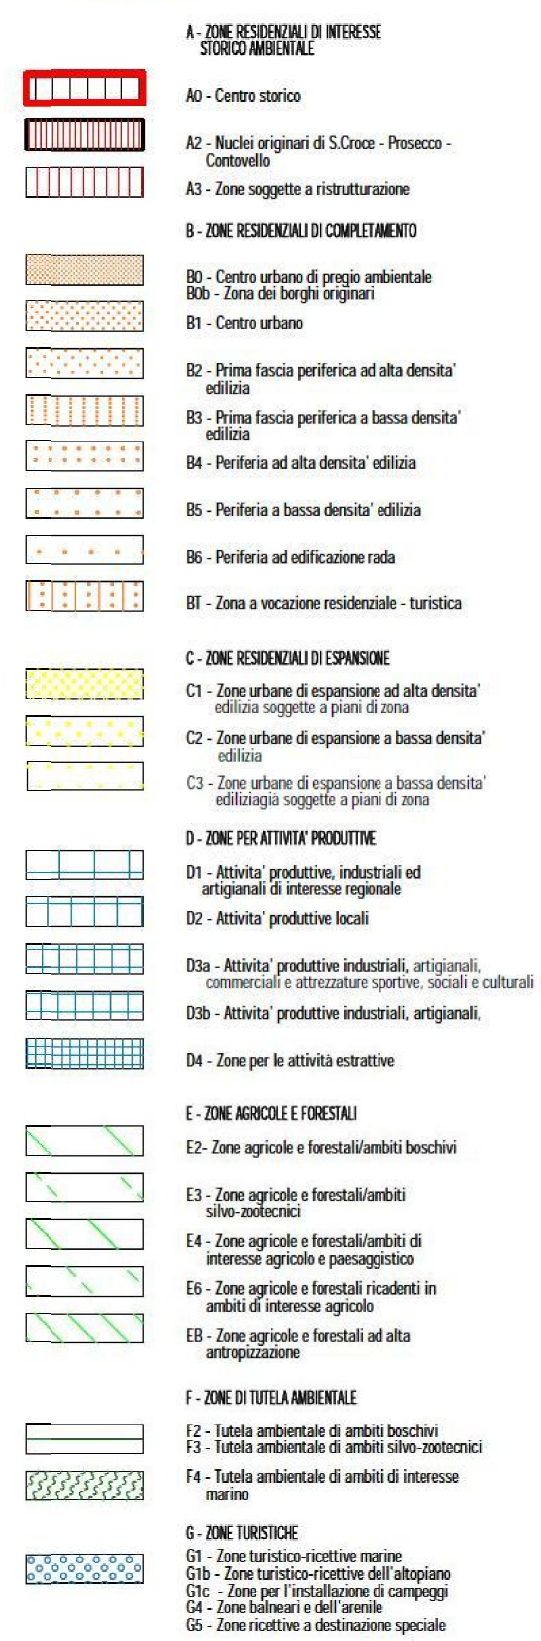 A - ZONE RESIDENZIALI DI INTERESSE
STORICO AMBIENTALE
A0 - Centro storico
A2 - Nuclei originari di S.Croce - Prosecco -
Contovello
A3 - Zone soggette a ristrutturazione
B - ZONE RESIDENZIALI DI COMPLETAMENTO
B0 - Centro urbano di pregio ambientale
B0b - Zona dei borghi originari
B1 - Centro urbano
B2 - Prima fascia periferica ad alta densita'
edilizia
B3 - Prima fascia periferica a bassa densita'
edilizia
B4 - Periferia ad alta densita' edilizia
B5 - Periferia a bassa densita' edilizia
B6 - Periferia ad edificazione rada
BT - Zona a vocazione residenziale - turistica
C - ZONE RESIDENZIALI DI ESPANSIONE
C1 - Zone urbane di espansione ad alta densita'
edilizia soggette a piani di zona
C2 - Zone urbane di espansione a bassa densita'
edilizia
C3 - Zone urbane di espansione a bassa densita'
ediliziagià soggette a piani di zona
D - ZONE PER ATTIVITA' PRODUTTIVE
D1 - Attivita' produttive, industriali ed
artigianali di interesse regionale
D2 - Attivita' produttive locali
D3a - Attivita' produttive industriali, artigianali,
commerciali e attrezzature sportive, sociali e culturali
D3b - Attivita' produttive industriali, artigianali,
D4 - Zone per le attività estrattive
E - ZONE AGRICOLE E FORESTALI
E2- Zone agricole e forestali/ambiti boschivi
E3 - Zone agricole e forestali/ambiti
silvo-zootecnici
E4 - Zone agricole e forestali/ambiti di
interesse agricolo e paesaggistico
E6 - Zone agricole e forestali ricadenti in
ambiti di interesse agricolo
EB - Zone agricole e forestali ad alta
antropizzazione
F - ZONE DI TUTELA AMBIENTALE
F2 - Tutela ambientale di ambiti boschivi
F3 - Tutela ambientale di ambiti silvo-zootecnici
F4 - Tutela ambientale di ambiti di interesse
marino
G - ZONE TURISTICHE
G1 - Zone turistico-ricettive marine
G1b - Zone turistico-ricettive dell'altopiano
G1c - Zone per l'installazione di campeggi
G4 - Zone balneari e dell'arenile
G5 - Zone ricettive a destinazione speciale